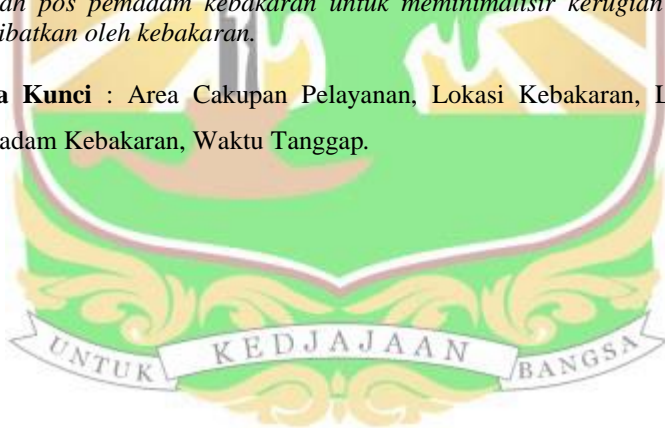 an pos pemadam kebakaran untuk meminimalisir kerugian
ibatkan oleh kebakaran.
a Kunci : Area Cakupan Pelayanan, Lokasi Kebakaran, L
adam Kebakaran, Waktu Tanggap.
UNTUK KEDJAJAAN BANGSA